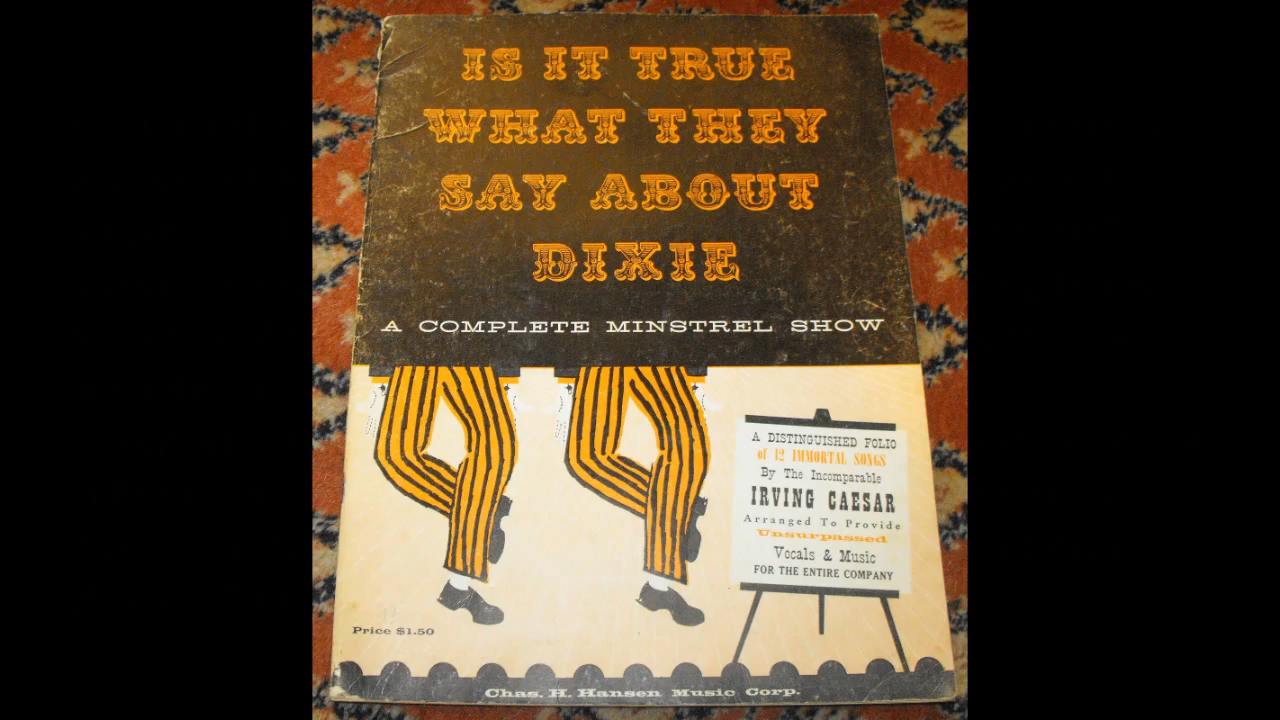 IS IT TRUE
WHAT THEY
SAY ABOUT
DIXIE
A COMPLETE MINSTREL SHOW
A DISTINGUISHED FOLIO
of 12 IMMORTAL SONGS
By The Incomparable
IRVING CAESAR
Arranged To Provide
Unsurpassed
Vocals & Music
FOR THE ENTIRE COMPANY
Price $1.50
Chas. H. Hansen Music Corp.